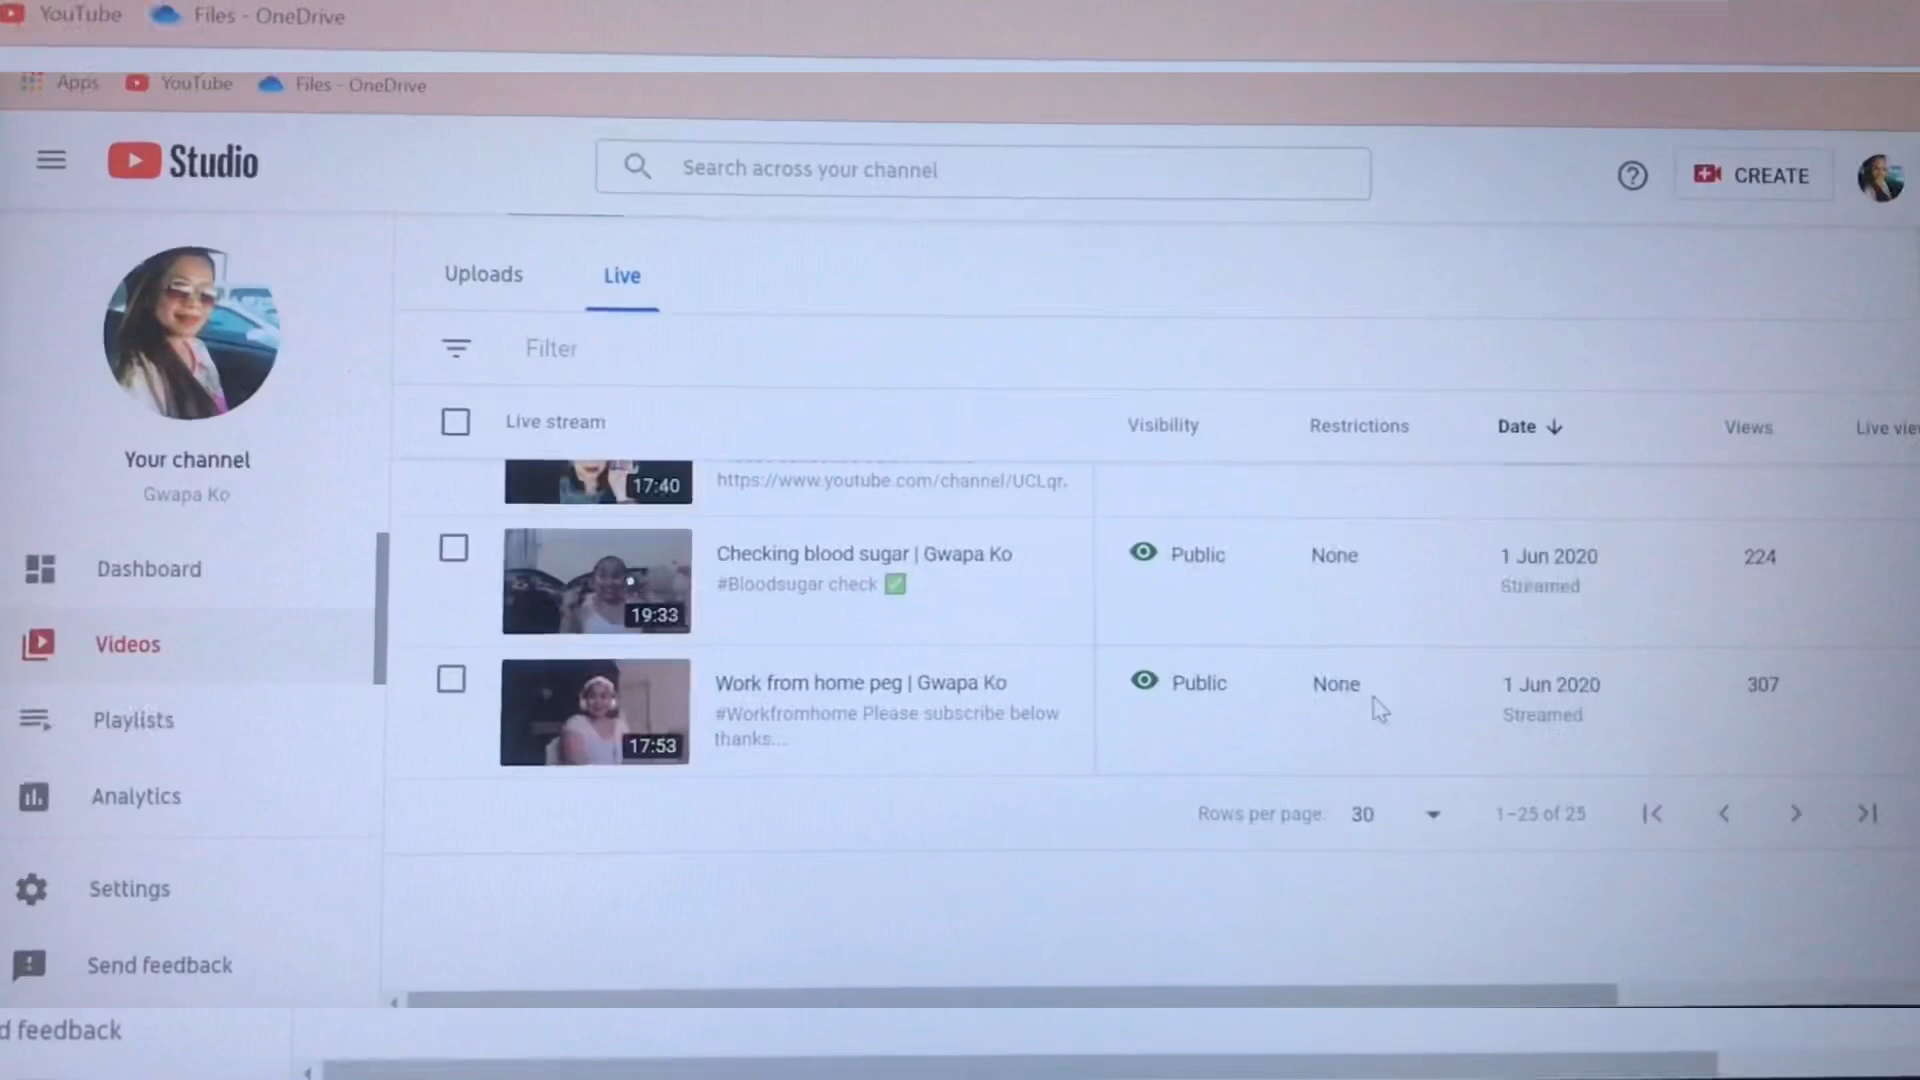 YouTube Files - OneDrive
Apps YouTube Files - OneDrive
Studio
Search across your channel
CREATE
Your channel
Gwapa Ko
Dashboard
Videos
Playlists
Analytics
Settings
Send feedback
Uploads Live
Filter
Live stream Visibility Restrictions Date Views Live vie
17:40
https://www.youtube.com/channel/UCLqr.
Checking blood sugar | Gwapa Ko
#Bloodsugar check ✅
19:33
Public None 1 Jun 2020 224
Streamed
Work from home peg | Gwapa Ko
#Workfromhome Please subscribe below
thanks...
17:53
Public None 1 Jun 2020 307
Streamed
Rows per page: 30 1–25 of 25
d feedback